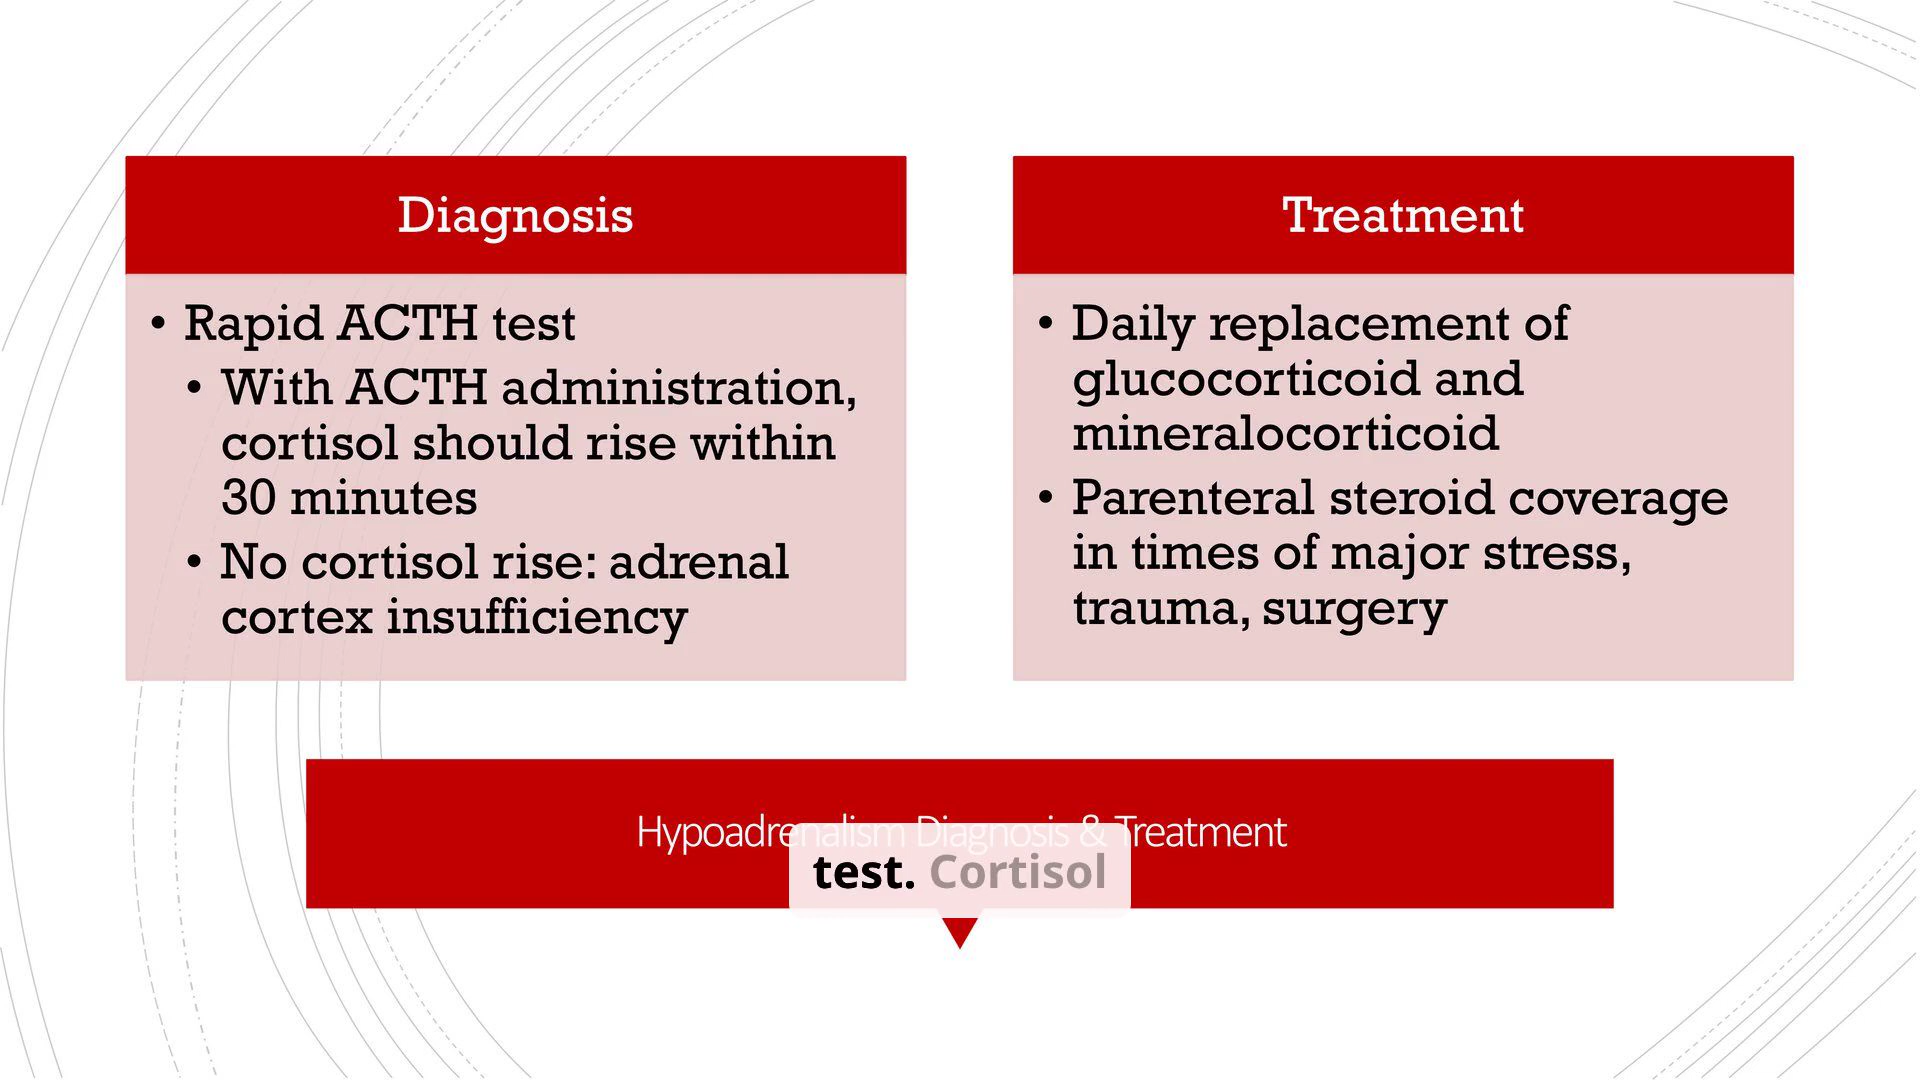 Diagnosis
• Rapid ACTH test
• With ACTH administration,
cortisol should rise within
30 minutes
• No cortisol rise: adrenal
cortex insufficiency
Treatment
• Daily replacement of
glucocorticoid and
mineralocorticoid
• Parenteral steroid coverage
in times of major stress,
trauma, surgery
Hypoadrenalism Diagnosis & Treatment
test. Cortisol